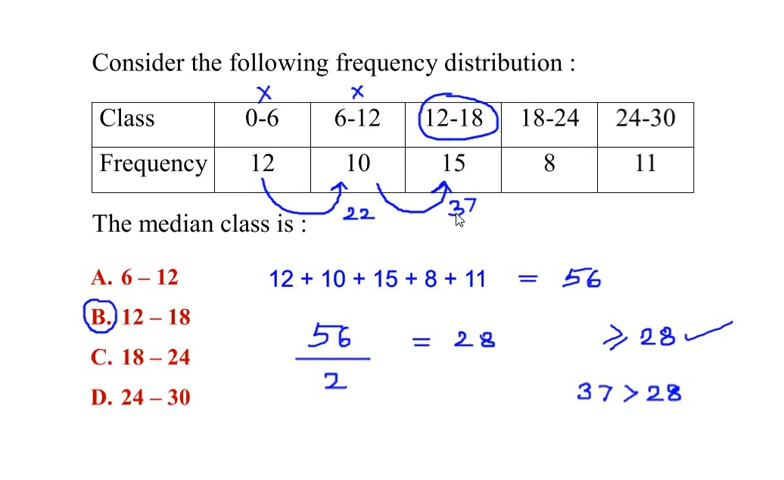 Consider the following frequency distribution :
x x
Class 0-6 6-12 12-18 18-24 24-30
Frequency 12 10 15 8 11
22 37
The median class is :
A. 6 – 12 12 + 10 + 15 + 8 + 11 = 56
B. 12 – 18
56/2 = 28 ⩾ 28 ✓
C. 18 – 24
D. 24 – 30 37 > 28